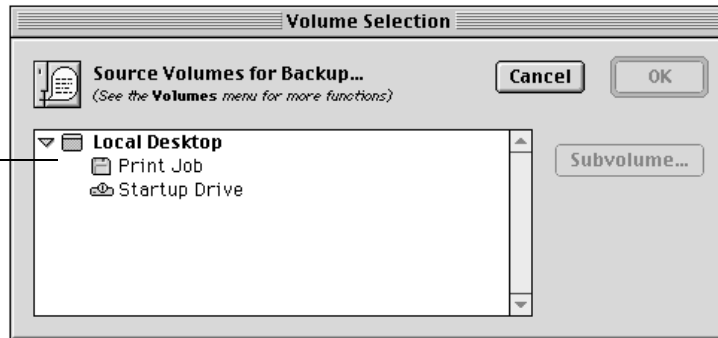 Volume Selection
Source Volumes for Backup...
(See the Volumes menu for more functions)
Cancel
OK
Local Desktop
Print Job
Startup Drive
Subvolume...